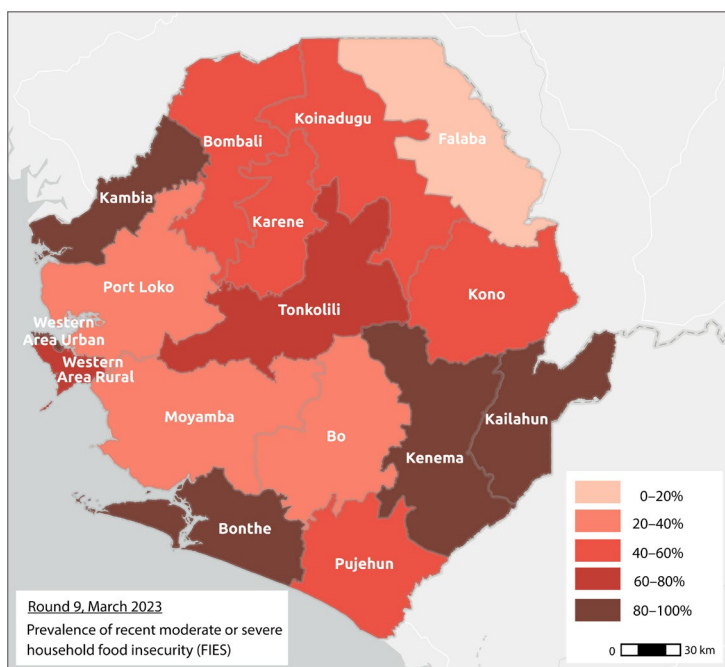 Koinadugu
Bombali
Falaba
Kambia
Karene
Port Loko
Kono
Tonkolili
Western
Area Urban
Western
Area Rural
Moyamba
Bo
Kailahun
Kenema
Bonthe
Pujehun
0–20%
20–40%
40–60%
60–80%
80–100%
Round 9, March 2023
Prevalence of recent moderate or severe
household food insecurity (FIES)
0 30 km